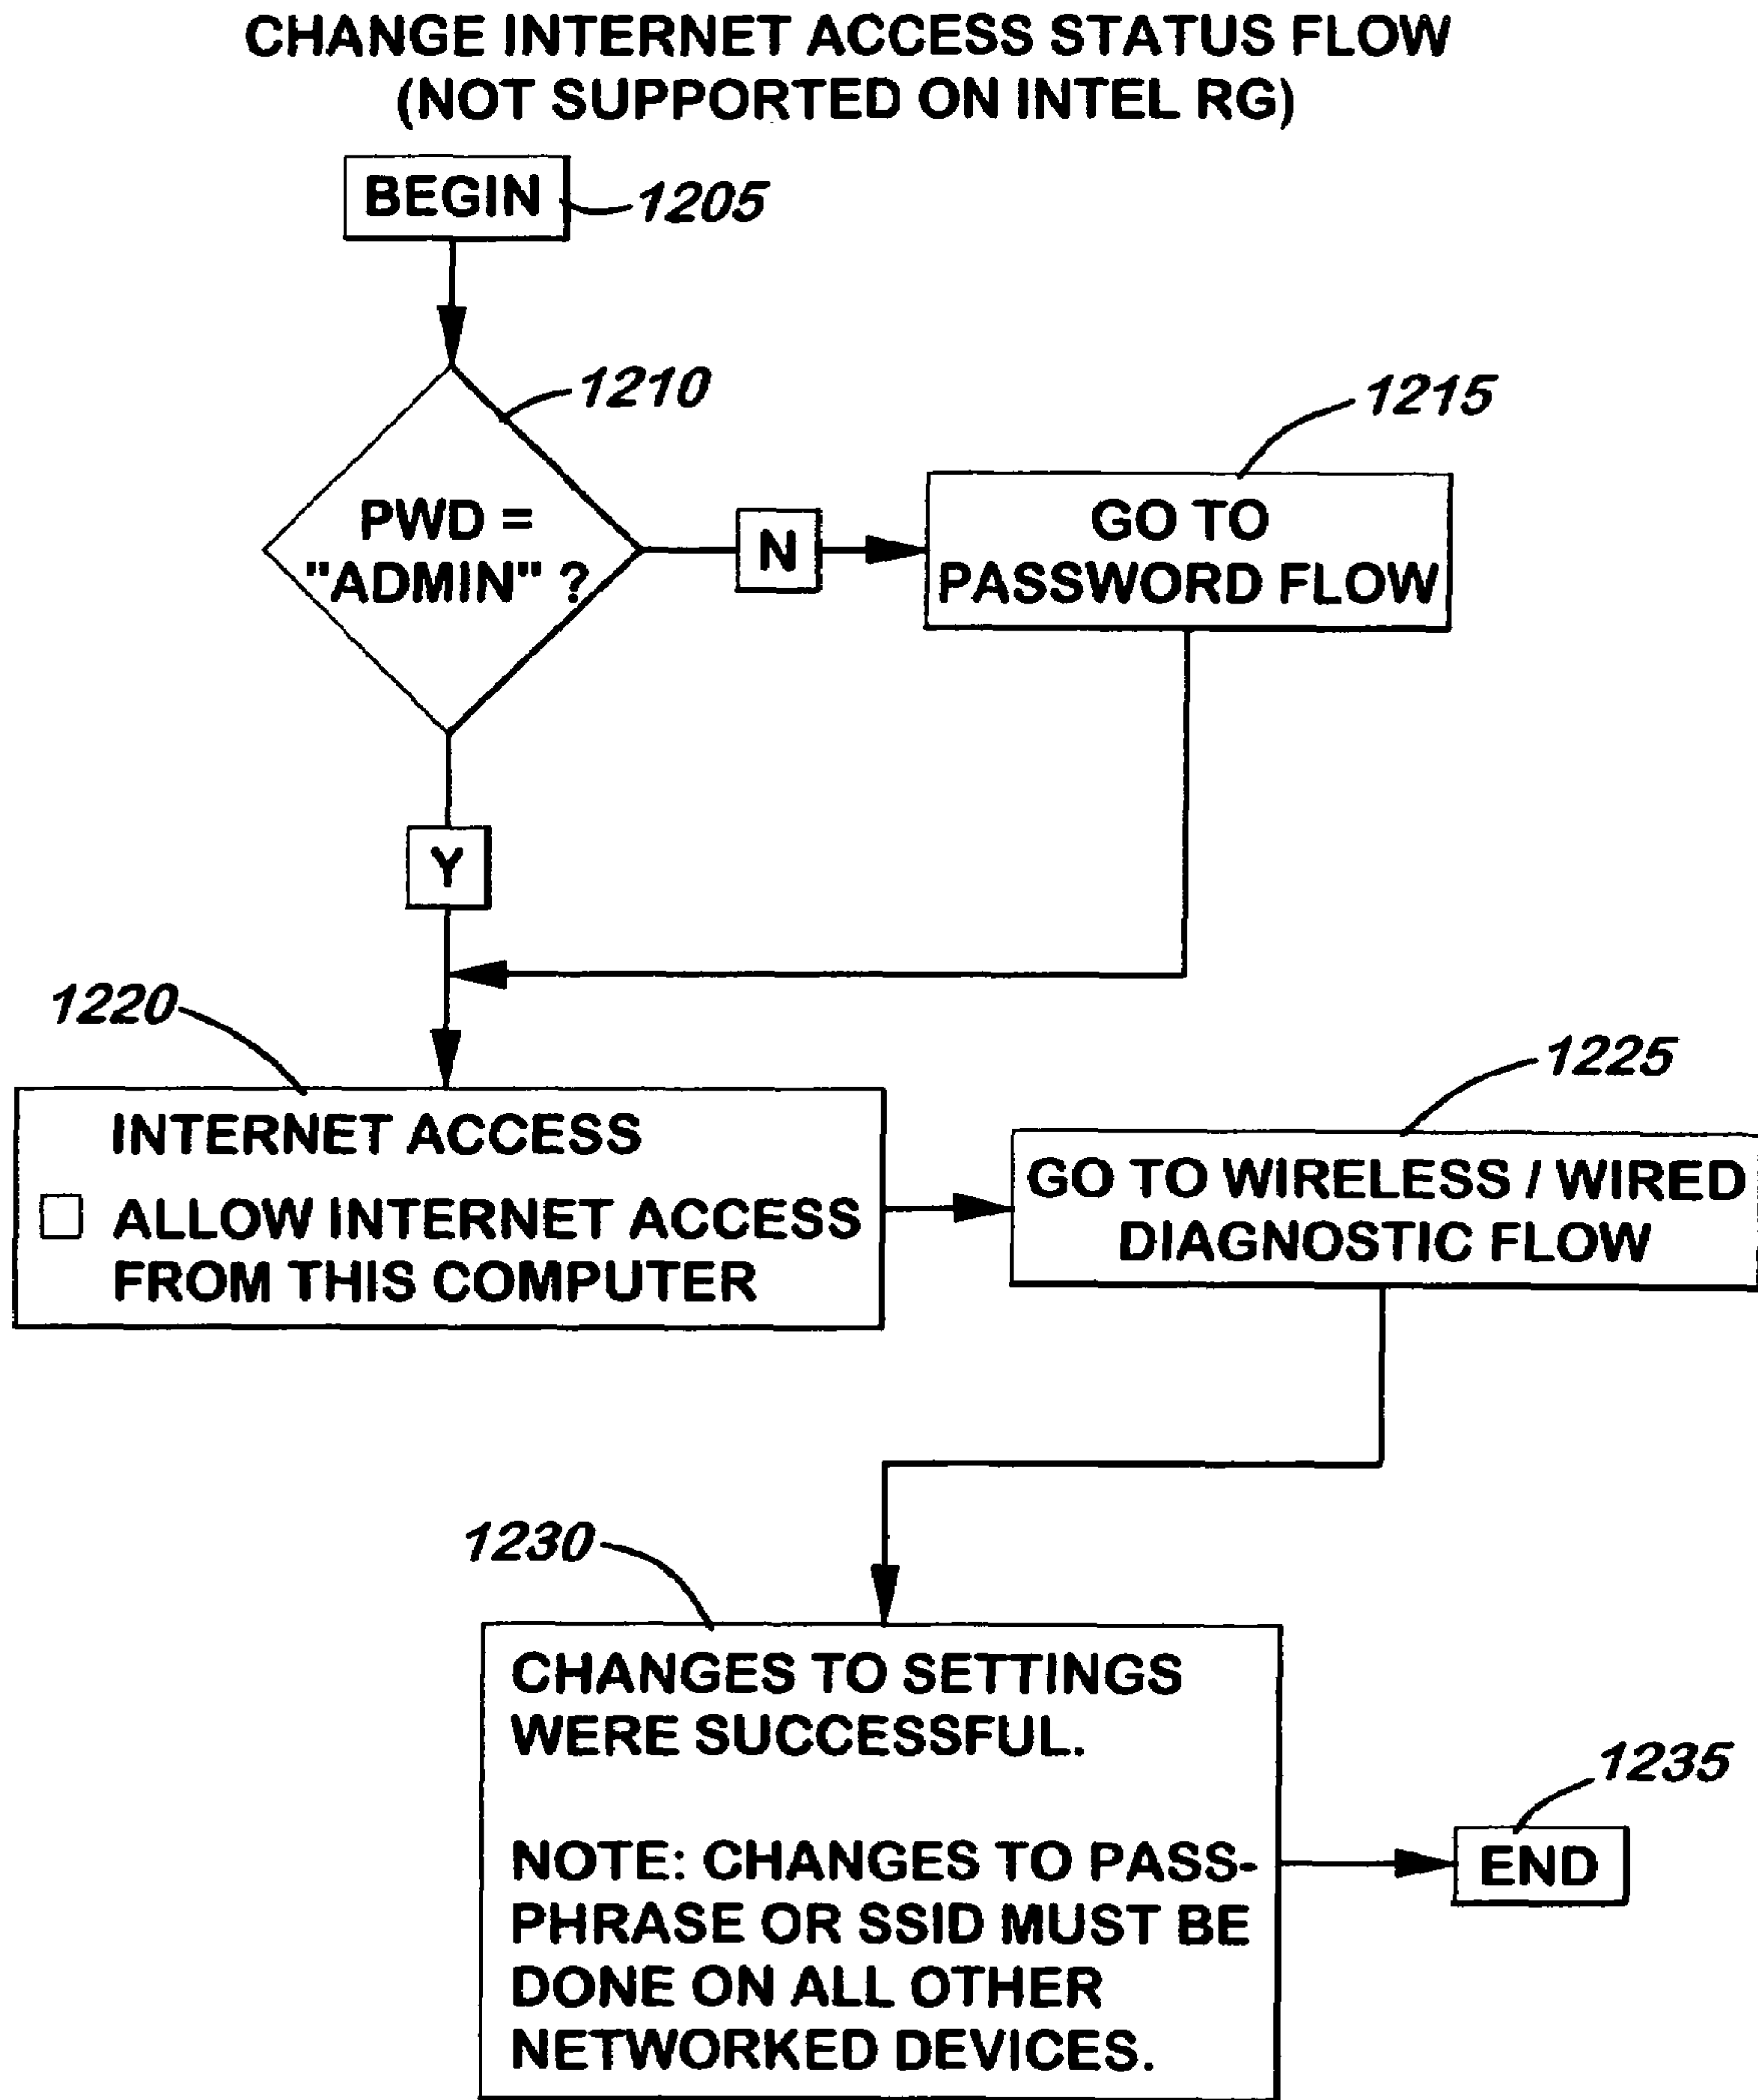 CHANGE INTERNET ACCESS STATUS FLOW
(NOT SUPPORTED ON INTEL RG)
BEGIN
1205
1210
PWD =
"ADMIN" ?
N
1215
GO TO
PASSWORD FLOW
Y
1220
INTERNET ACCESS
ALLOW INTERNET ACCESS
FROM THIS COMPUTER
1225
GO TO WIRELESS / WIRED
DIAGNOSTIC FLOW
1230
CHANGES TO SETTINGS
WERE SUCCESSFUL.
NOTE: CHANGES TO PASS-
PHRASE OR SSID MUST BE
DONE ON ALL OTHER
NETWORKED DEVICES.
1235
END